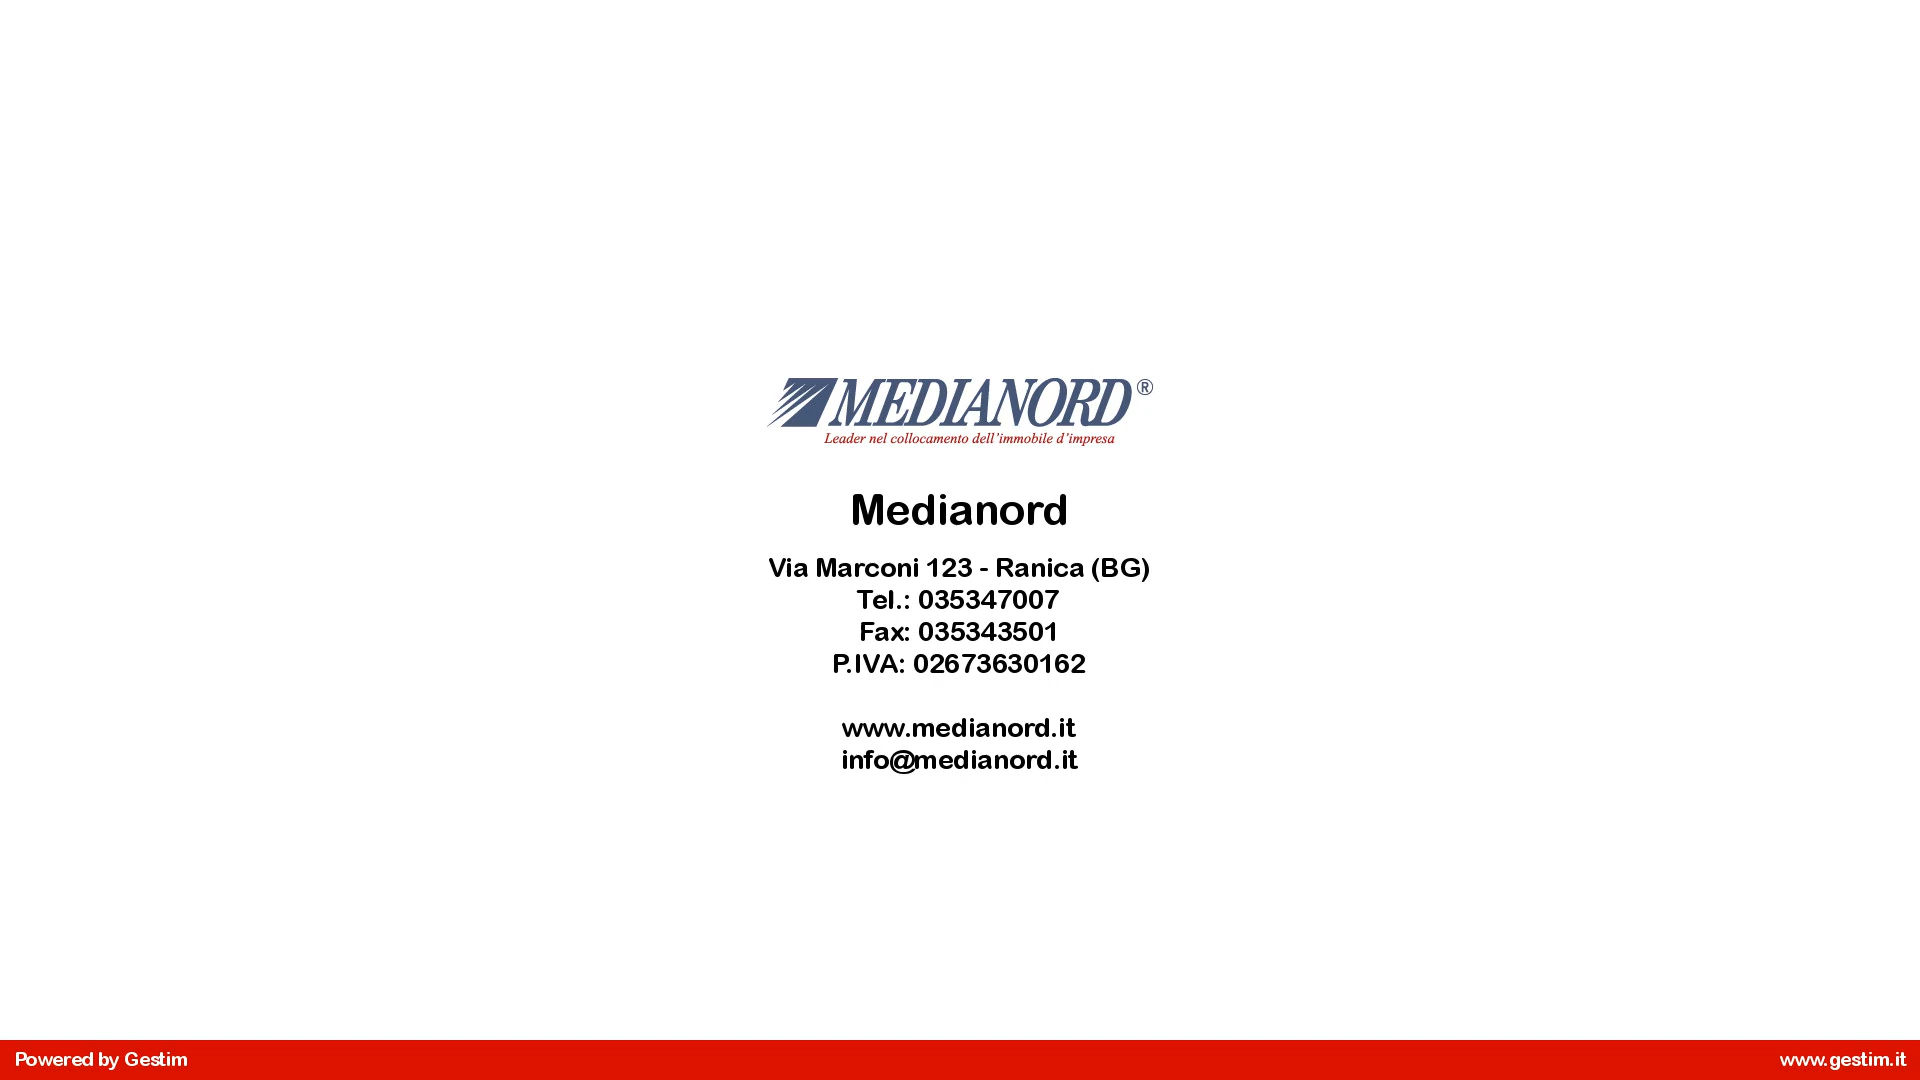 MEDIANORD®
Leader nel collocamento dell'immobile d'impresa
Medianord
Via Marconi 123 - Ranica (BG)
Tel.: 035347007
Fax: 035343501
P.IVA: 02673630162
www.medianord.it
info@medianord.it
Powered by Gestim
www.gestim.it